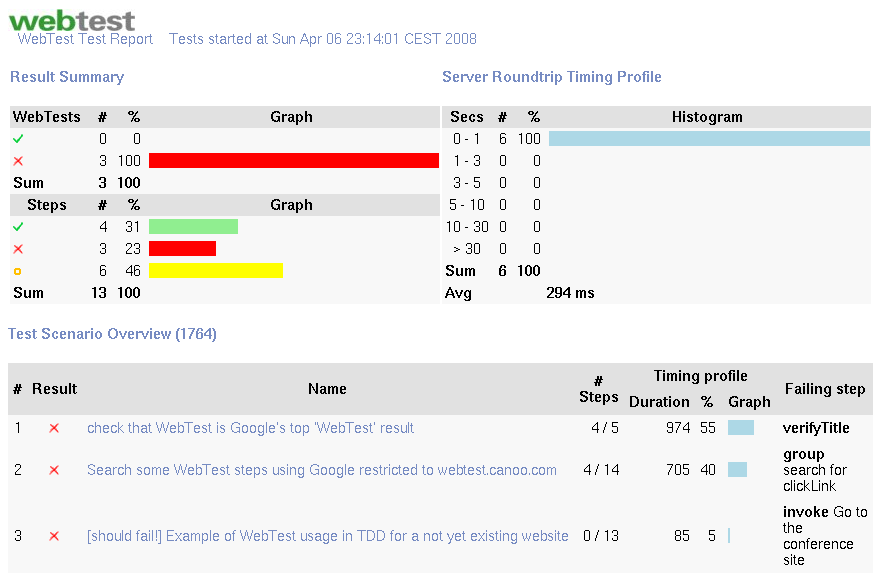 webtest
WebTest Test Report Tests started at Sun Apr 06 23:14:01 CEST 2008
Result Summary
WebTests # % Graph
0 0
3 100
Sum 3 100
Steps # % Graph
4 31
3 23
6 46
Sum 13 100
Server Roundtrip Timing Profile
Secs # % Histogram
0 - 1 6 100
1 - 3 0 0
3 - 5 0 0
5 - 10 0 0
10 - 30 0 0
> 30 0 0
Sum 6 100
Avg 294 ms
Test Scenario Overview (1764)
# Result Name # Steps Timing profile Failing step
Duration % Graph
1 check that WebTest is Google's top 'WebTest' result 4 / 5 974 55 verifyTitle
2 Search some WebTest steps using Google restricted to webtest.canoo.com 4 / 14 705 40 group
search for
clickLink
3 [should fail!] Example of WebTest usage in TDD for a not yet existing website 0 / 13 85 5 invoke Go to
the
conference
site